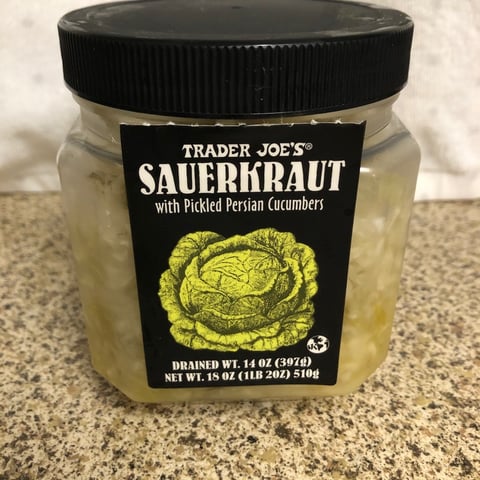 TRADER JOE'S®
SAUERKRAUT
with Pickled Persian Cucumbers
DRAINED WT. 14 OZ (397g)
NET WT. 18 OZ (1LB 2OZ) 510g